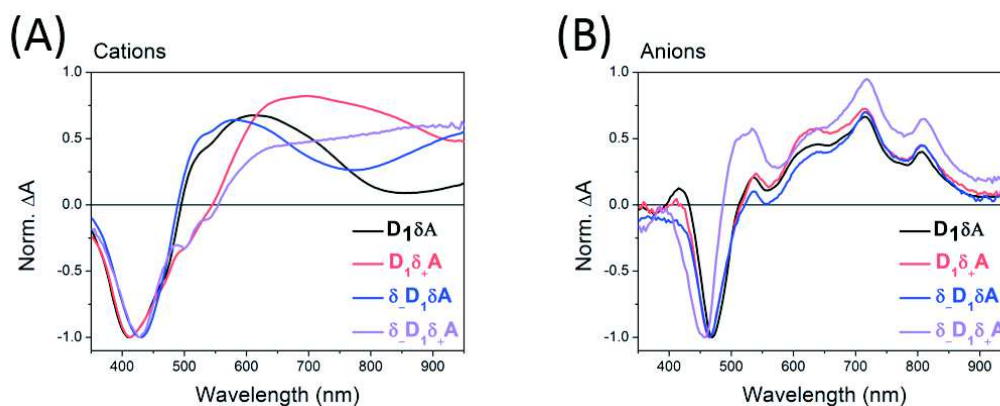 (A)
Cations
Norm. ΔA
1.0
0.5
0.0
-0.5
-1.0
D₁δA
D₁δ₊A
δ₋D₁δA
δ₋D₁δ₊A
400 500 600 700 800 900
Wavelength (nm)
(B)
Anions
Norm. ΔA
1.0
0.5
0.0
-0.5
-1.0
D₁δA
D₁δ₊A
δ₋D₁δA
δ₋D₁δ₊A
400 500 600 700 800 900
Wavelength (nm)